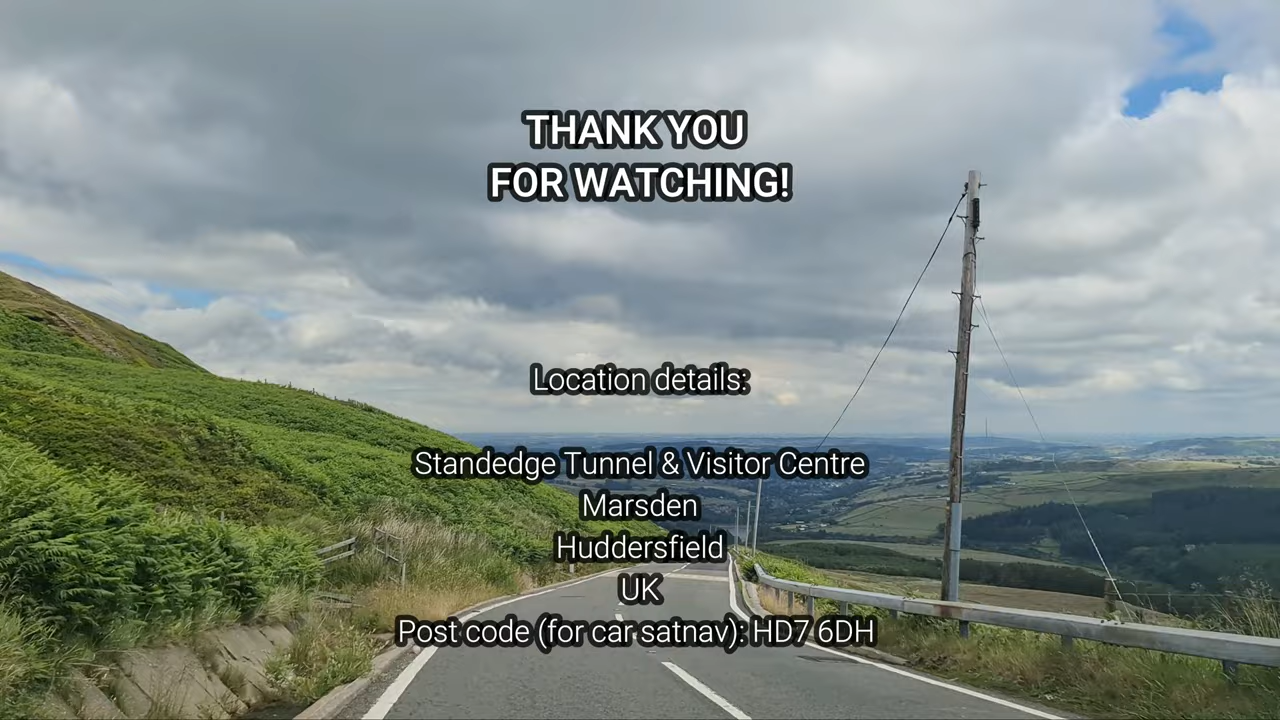 THANK YOU
FOR WATCHING!
Location details:
Standedge Tunnel & Visitor Centre
Marsden
Huddersfield
UK
Post code (for car satnav): HD7 6DH